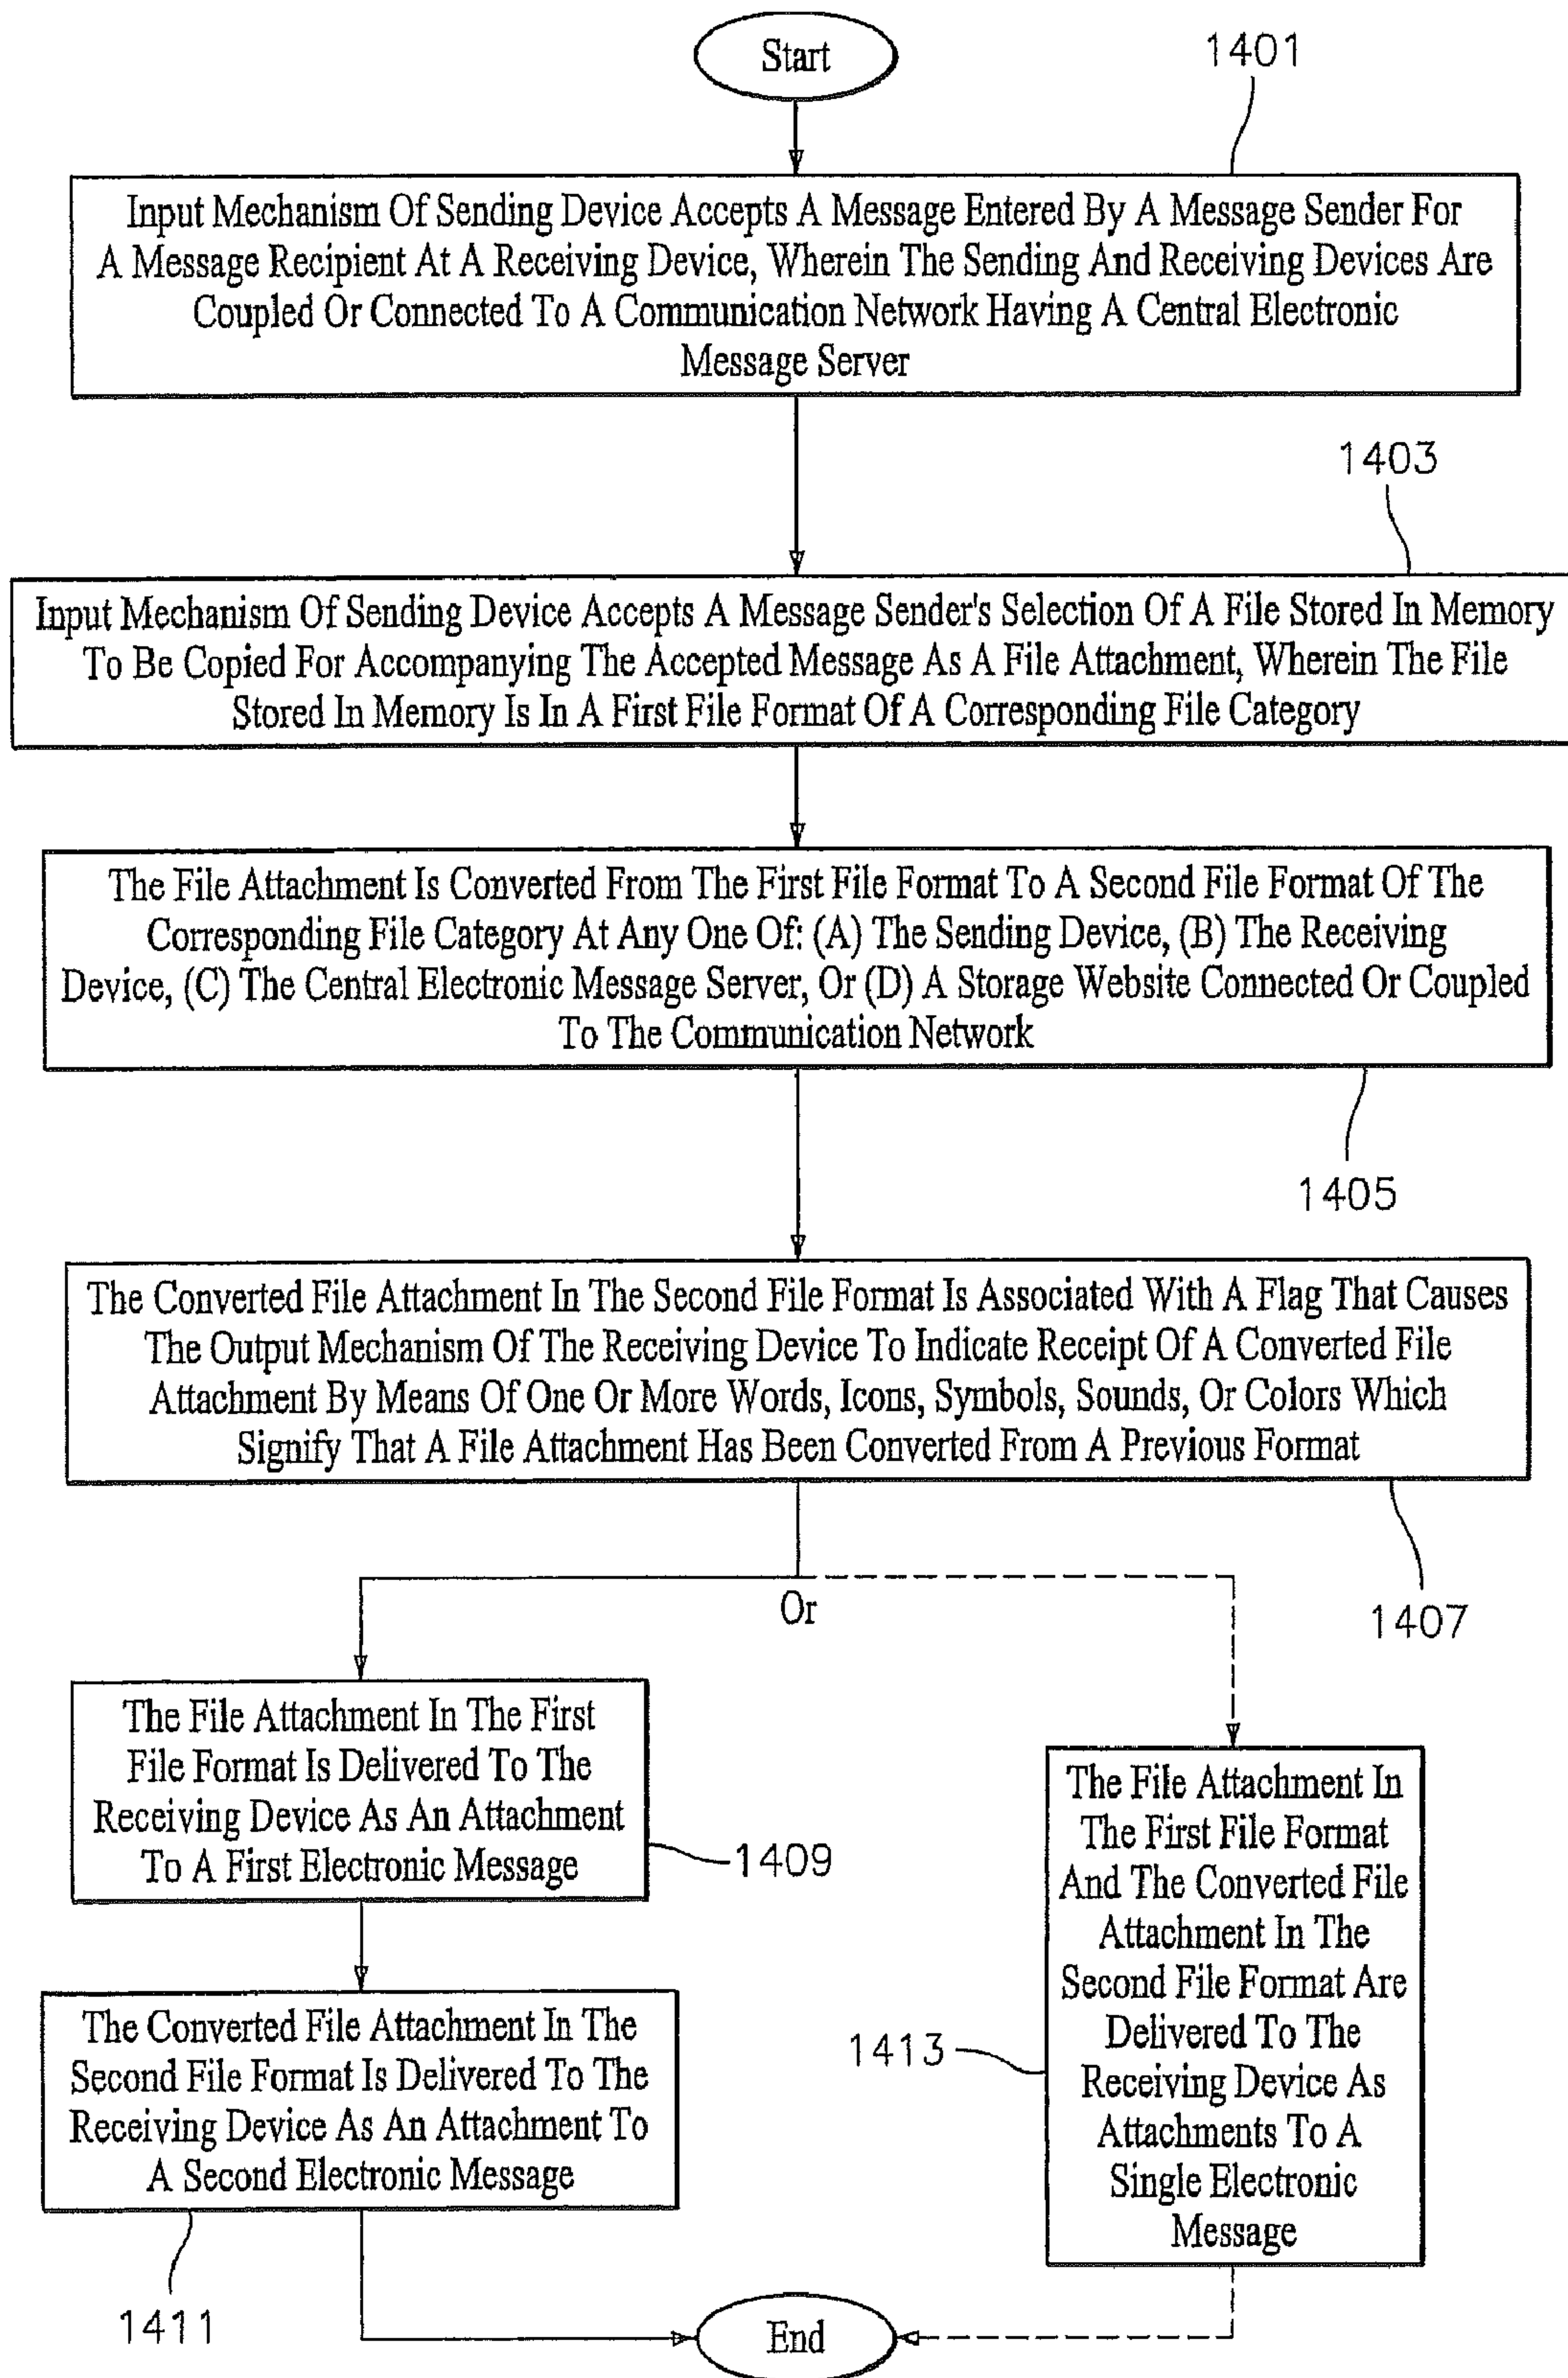 Start
1401
Input Mechanism Of Sending Device Accepts A Message Entered By A Message Sender For
A Message Recipient At A Receiving Device, Wherein The Sending And Receiving Devices Are
Coupled Or Connected To A Communication Network Having A Central Electronic
Message Server
1403
Input Mechanism Of Sending Device Accepts A Message Sender's Selection Of A File Stored In Memory
To Be Copied For Accompanying The Accepted Message As A File Attachment, Wherein The File
Stored In Memory Is In A First File Format Of A Corresponding File Category
The File Attachment Is Converted From The First File Format To A Second File Format Of The
Corresponding File Category At Any One Of: (A) The Sending Device, (B) The Receiving
Device, (C) The Central Electronic Message Server, Or (D) A Storage Website Connected Or Coupled
To The Communication Network
1405
The Converted File Attachment In The Second File Format Is Associated With A Flag That Causes
The Output Mechanism Of The Receiving Device To Indicate Receipt Of A Converted File
Attachment By Means Of One Or More Words, Icons, Symbols, Sounds, Or Colors Which
Signify That A File Attachment Has Been Converted From A Previous Format
1407
Or
The File Attachment In The First
File Format Is Delivered To The
Receiving Device As An Attachment
To A First Electronic Message
1409
The Converted File Attachment In The
Second File Format Is Delivered To The
Receiving Device As An Attachment To
A Second Electronic Message
1411
The File Attachment In
The First File Format
And The Converted File
Attachment In The
Second File Format Are
Delivered To The
Receiving Device As
Attachments To A
Single Electronic
Message
1413
End